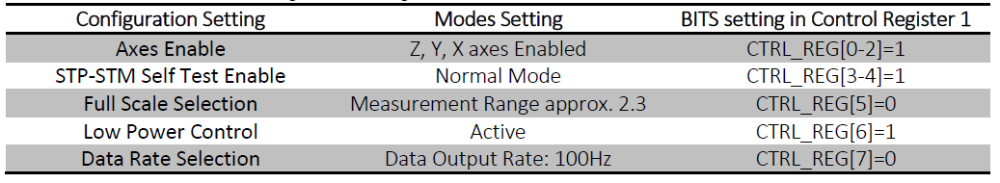 Configuration Setting Modes Setting BITS setting in Control Register 1
Axes Enable Z, Y, X axes Enabled CTRL_REG[0-2]=1
STP-STM Self Test Enable Normal Mode CTRL_REG[3-4]=1
Full Scale Selection Measurement Range approx. 2.3 CTRL_REG[5]=0
Low Power Control Active CTRL_REG[6]=1
Data Rate Selection Data Output Rate: 100Hz CTRL_REG[7]=0